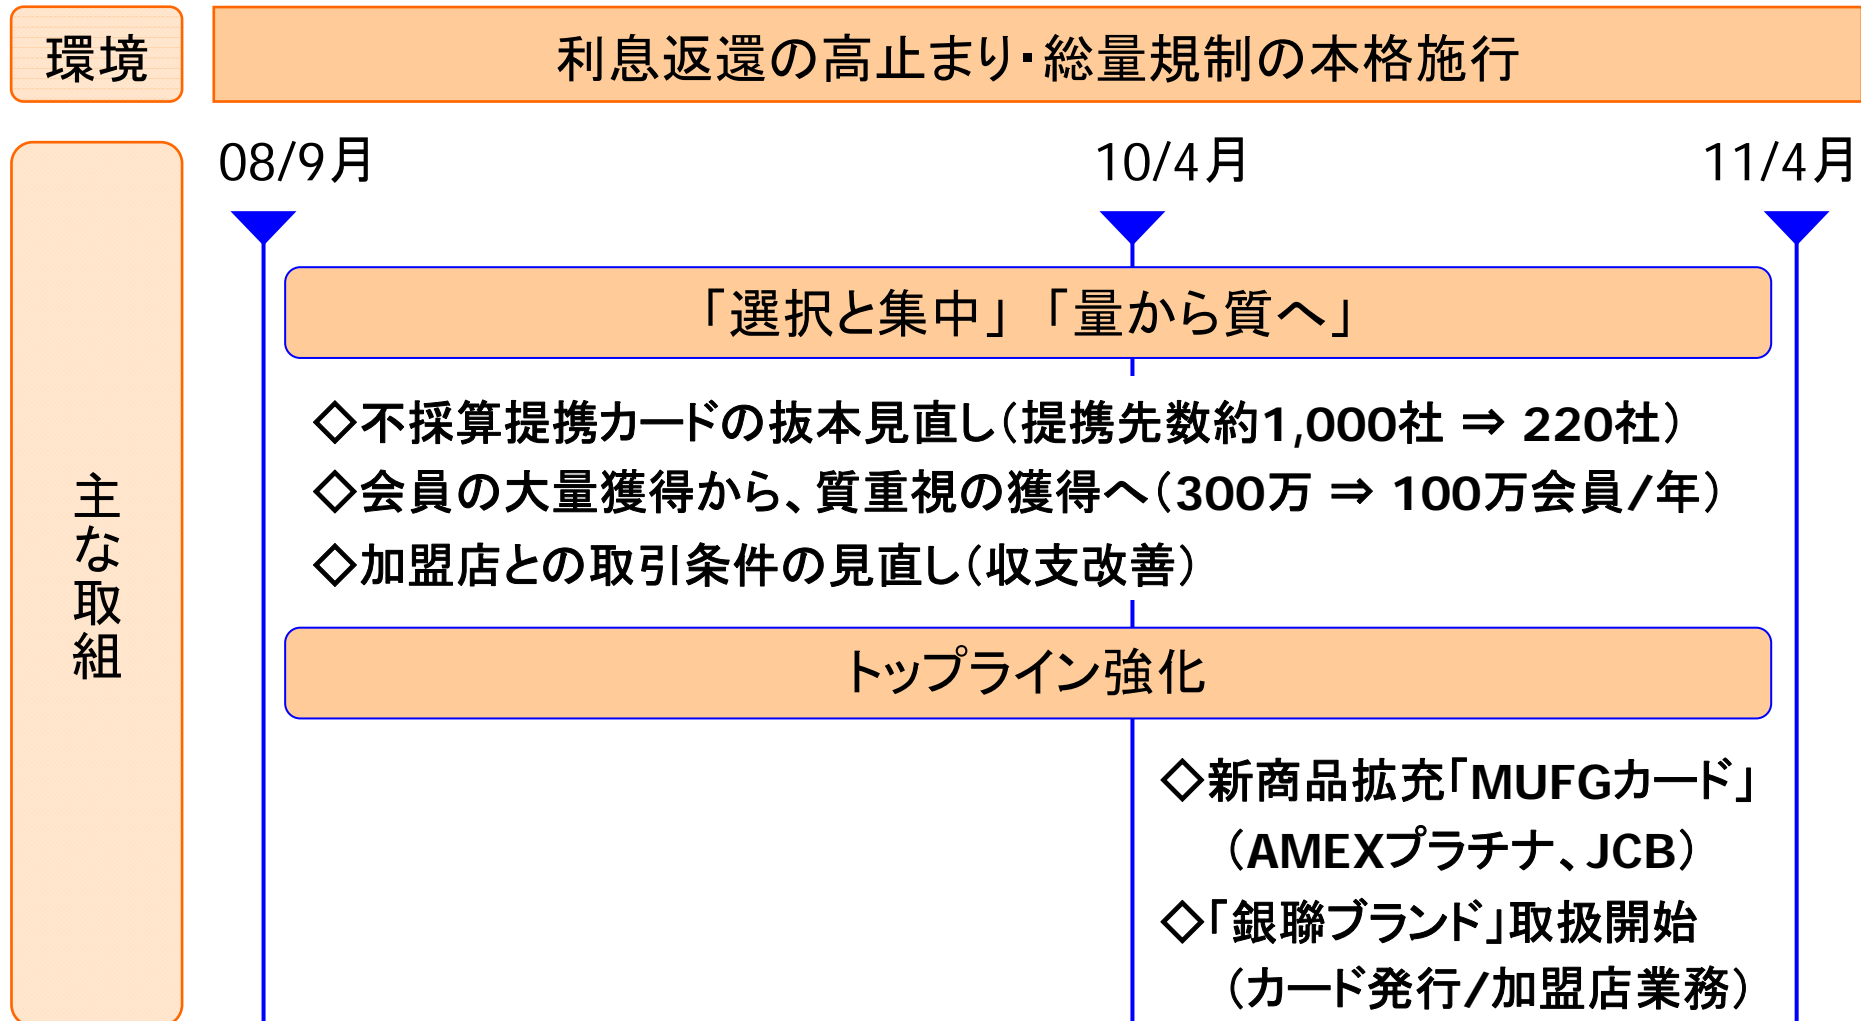 環境
利息返還の高止まり・総量規制の本格施行
08/9月
10/4月
11/4月
主な取組
「選択と集中」「量から質へ」
◇不採算提携カードの抜本見直し（提携先数約1,000社 ⇒ 220社）
◇会員の大量獲得から、質重視の獲得へ（300万 ⇒ 100万会員/年）
◇加盟店との取引条件の見直し（収支改善）
トップライン強化
◇新商品拡充「MUFGカード」
（AMEXプラチナ、JCB）
◇「銀聯ブランド」取扱開始
（カード発行/加盟店業務）